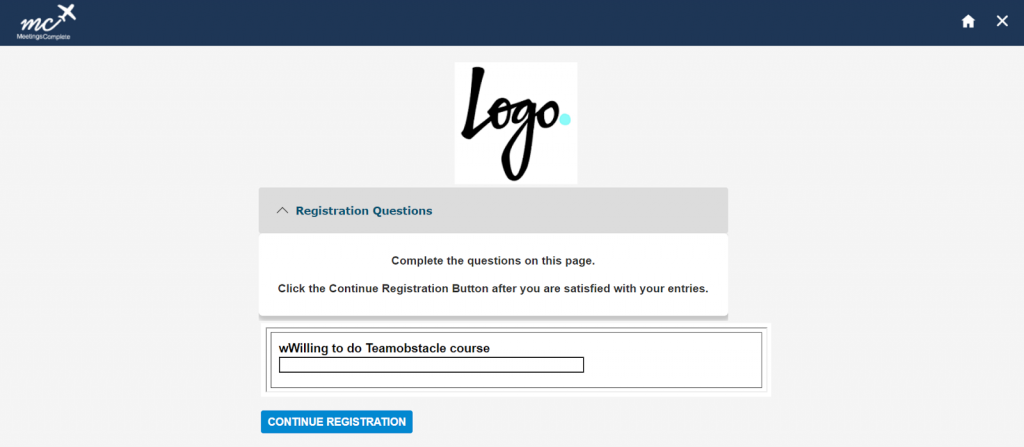 mc
MeetingsComplete
Logo.
Registration Questions
Complete the questions on this page.
Click the Continue Registration Button after you are satisfied with your entries.
wWilling to do Teamobstacle course
CONTINUE REGISTRATION